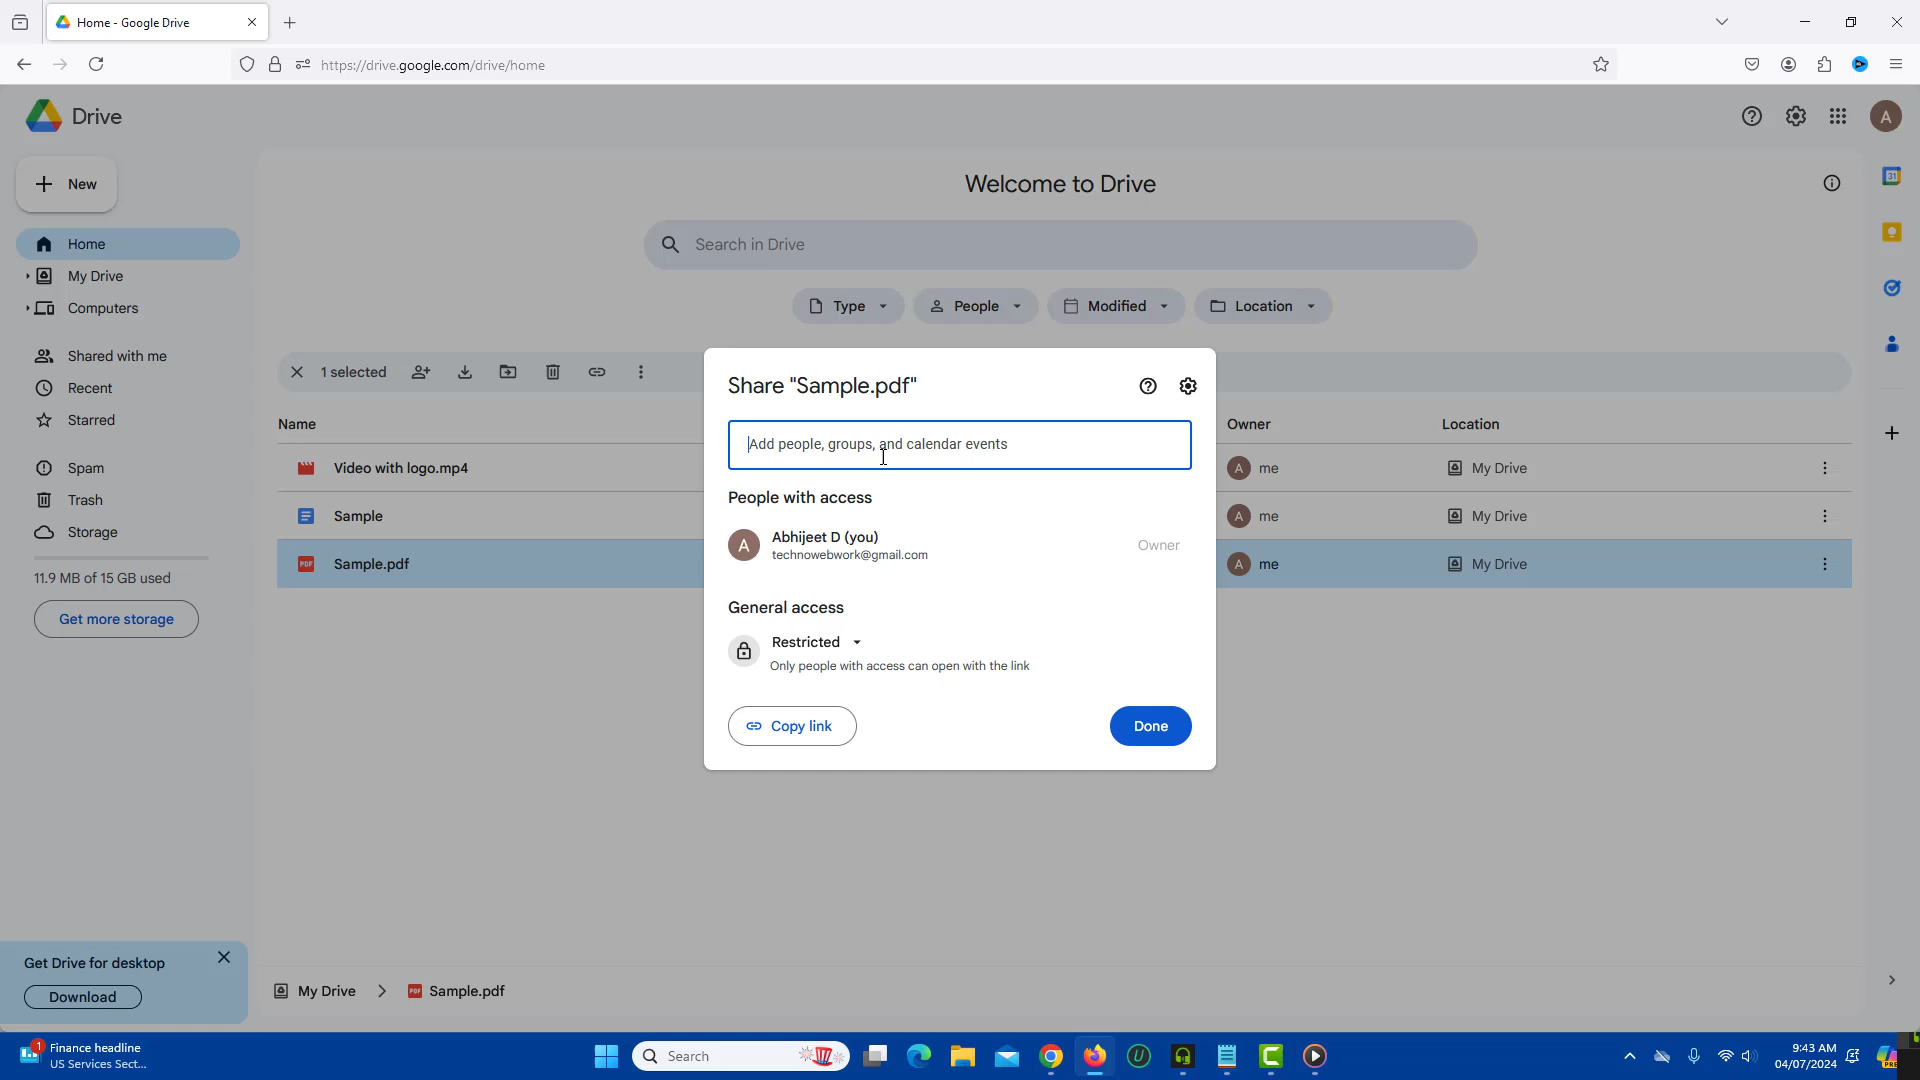 Home - Google Drive
https://drive.google.com/drive/home
Drive
A
New
Welcome to Drive
Search in Drive
Home
My Drive
Computers
Type
People
Modified
Location
Shared with me
Recent
Starred
1 selected
Share "Sample.pdf"
Name
Owner
Location
Add people, groups, and calendar events
Spam
Trash
Storage
Video with logo.mp4
A me
My Drive
People with access
Sample
A me
My Drive
A
Abhijeet D (you)
technowebwork@gmail.com
Owner
PDF Sample.pdf
A me
My Drive
11.9 MB of 15 GB used
Get more storage
General access
Restricted
Only people with access can open with the link
Copy link
Done
31
Get Drive for desktop
Download
My Drive
PDF Sample.pdf
1
Finance headline
US Services Sect...
Search
U
C
9:43 AM
04/07/2024
PRE